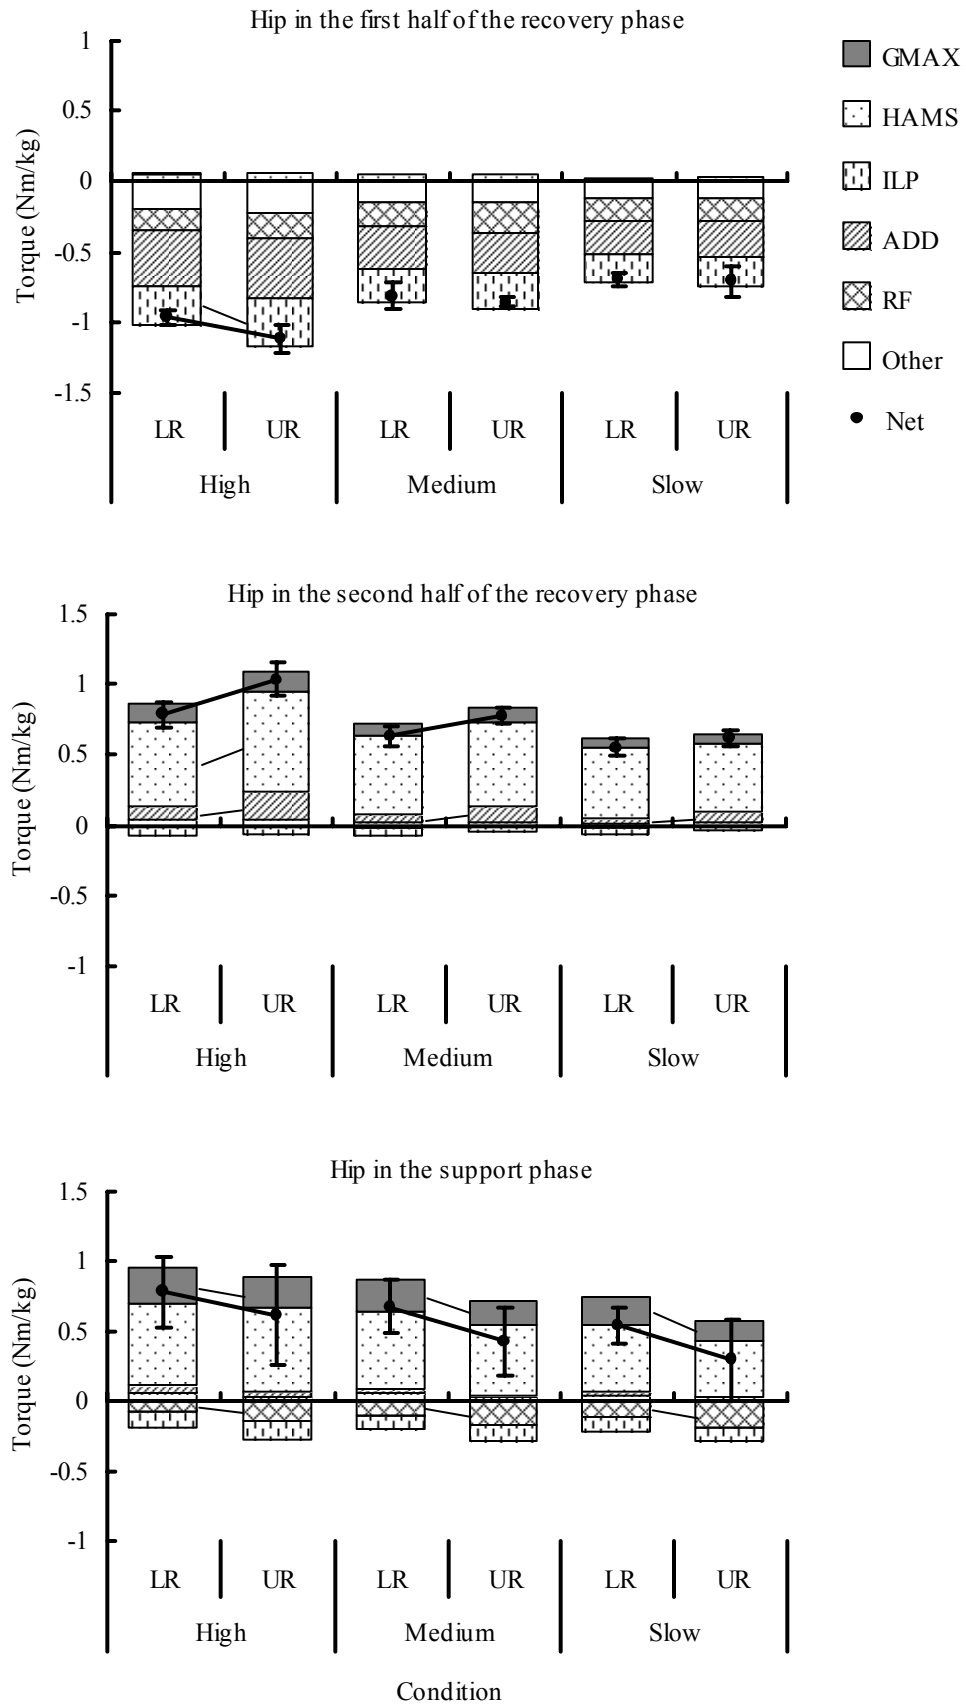 Hip in the first half of the recovery phase
1
0.5
0
-0.5
-1
-1.5
Torque (Nm/kg)
LR UR LR UR LR UR
High Medium Slow
GMAX
HAMS
ILP
ADD
RF
Other
Net
Hip in the second half of the recovery phase
1.5
1
0.5
0
-0.5
-1
Torque (Nm/kg)
LR UR LR UR LR UR
High Medium Slow
Hip in the support phase
1.5
1
0.5
0
-0.5
-1
Torque (Nm/kg)
LR UR LR UR LR UR
High Medium Slow
Condition